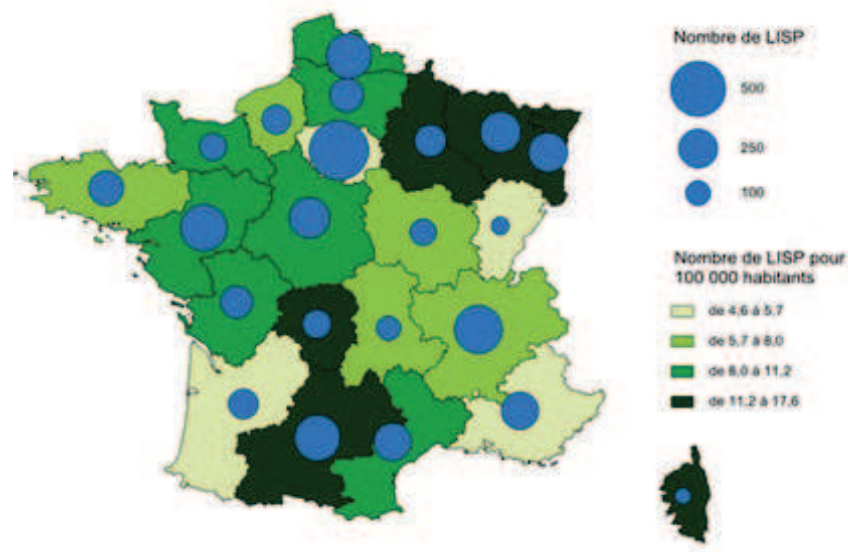 Nombre de LISP
500
250
100
Nombre de LISP pour
100 000 habitants
de 4,6 à 5,7
de 5,7 à 8,0
de 8,0 à 11,2
de 11,2 à 17,6